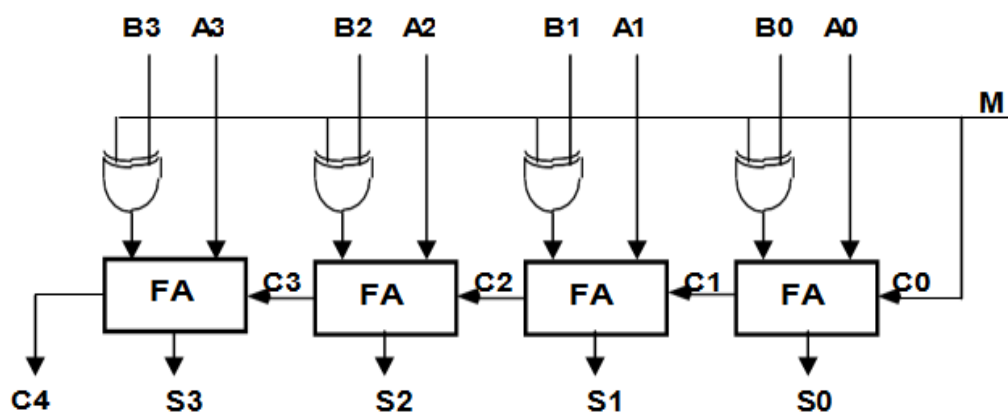 B3 A3 B2 A2 B1 A1 B0 A0
M
FA C3 FA C2 FA C1 FA C0
C4 S3 S2 S1 S0